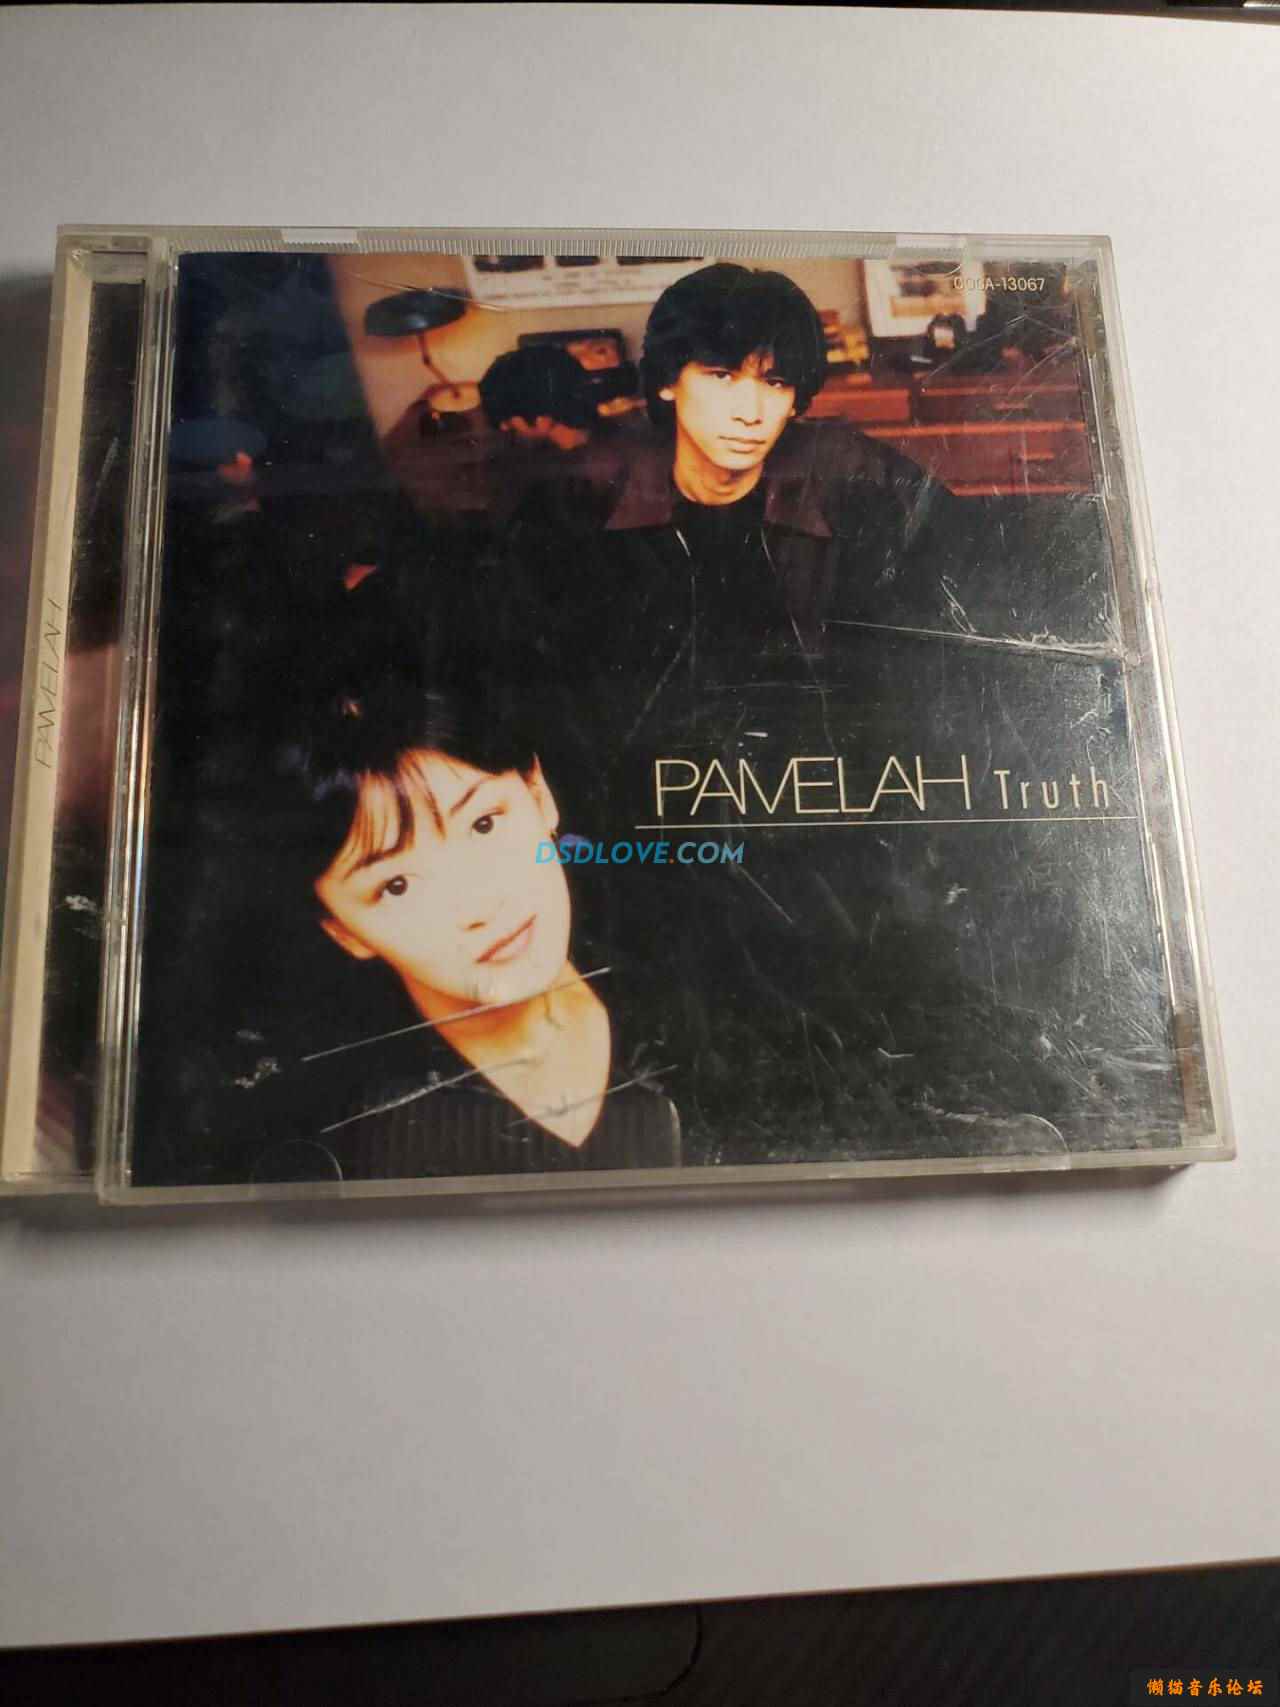 COCA-13067
PAMELAH
PAMELAH Truth
DSDLOVE.COM
懒猫音乐论坛